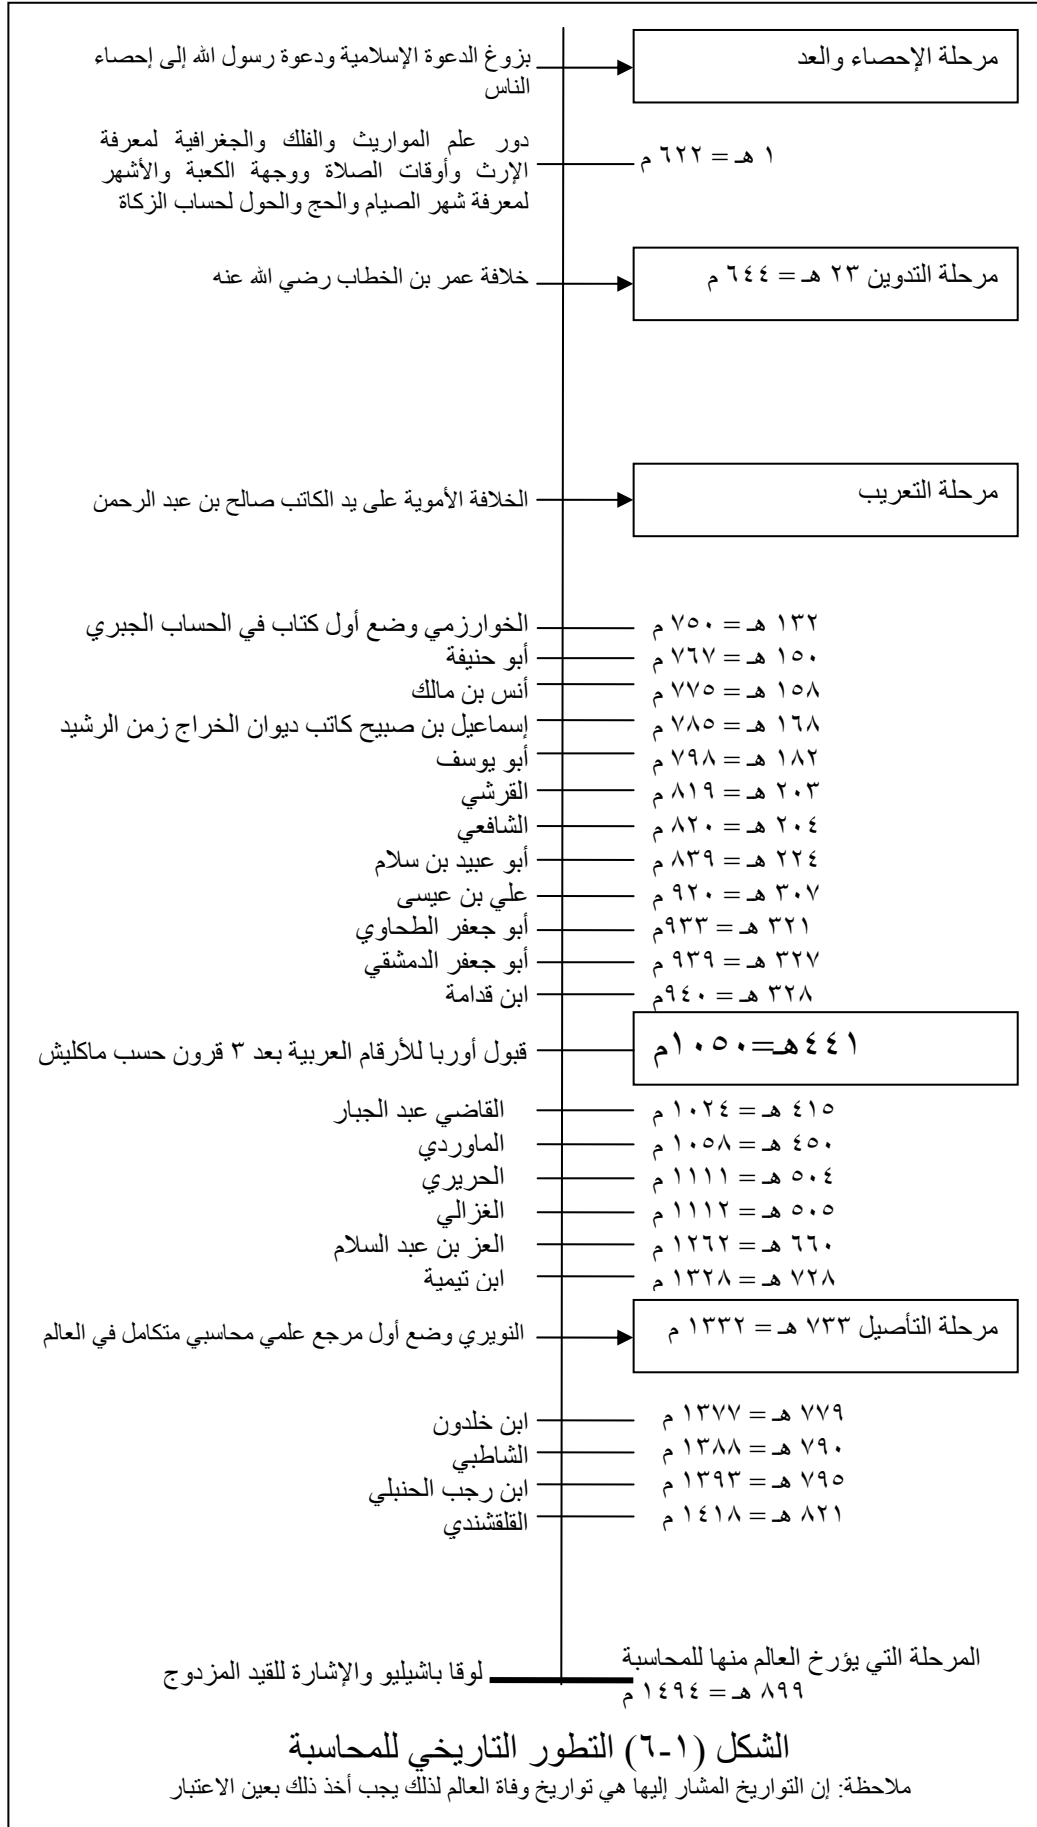 مرحلة الإحصاء والعد
بزوغ الدعوة الإسلامية ودعوة رسول الله إلى إحصاء
الناس
١ هـ = ٦٢٢ م
دور علم المواريث والفلك والجغرافية لمعرفة
الإرث وأوقات الصلاة ووجهة الكعبة والأشهر
لمعرفة شهر الصيام والحج والحول لحساب الزكاة
مرحلة التدوين ٢٣ هـ = ٦٤٤ م
خلافة عمر بن الخطاب رضي الله عنه
مرحلة التعريب
الخلافة الأموية على يد الكاتب صالح بن عبد الرحمن
١٣٢ هـ = ٧٥٠ م
الخوارزمي وضع أول كتاب في الحساب الجبري
١٥٠ هـ = ٧٦٧ م
أبو حنيفة
١٥٨ هـ = ٧٧٥ م
أنس بن مالك
١٦٨ هـ = ٧٨٥ م
إسماعيل بن صبيح كاتب ديوان الخراج زمن الرشيد
١٨٢ هـ = ٧٩٨ م
أبو يوسف
٢٠٣ هـ = ٨١٩ م
القرشي
٢٠٤ هـ = ٨٢٠ م
الشافعي
٢٢٤ هـ = ٨٣٩ م
أبو عبيد بن سلام
٣٠٧ هـ = ٩٢٠ م
علي بن عيسى
٣٢١ هـ = ٩٣٣م
أبو جعفر الطحاوي
٣٢٧ هـ = ٩٣٩ م
أبو جعفر الدمشقي
٣٢٨ هـ = ٩٤٠م
ابن قدامة
٤٤١هـ=١٠٥٠م
قبول أوربا للأرقام العربية بعد ٣ قرون حسب ماكليش
٤١٥ هـ = ١٠٢٤ م
القاضي عبد الجبار
٤٥٠ هـ = ١٠٥٨ م
الماوردي
٥٠٤ هـ = ١١١١ م
الحريري
٥٠٥ هـ = ١١١٢ م
الغزالي
٦٦٠ هـ = ١٢٦٢ م
العز بن عبد السلام
٧٢٨ هـ = ١٣٢٨ م
ابن تيمية
مرحلة التأصيل ٧٣٣ هـ = ١٣٣٢ م
النويري وضع أول مرجع علمي محاسبي متكامل في العالم
٧٧٩ هـ = ١٣٧٧ م
ابن خلدون
٧٩٠ هـ = ١٣٨٨ م
الشاطبي
٧٩٥ هـ = ١٣٩٣ م
ابن رجب الحنبلي
٨٢١ هـ = ١٤١٨ م
القلقشندي
المرحلة التي يؤرخ العالم منها للمحاسبة
٨٩٩ هـ = ١٤٩٤ م
لوقا باشيليو والإشارة للقيد المزدوج
الشكل (١-٦) التطور التاريخي للمحاسبة
ملاحظة: إن التواريخ المشار إليها هي تواريخ وفاة العالم لذلك يجب أخذ ذلك بعين الاعتبار